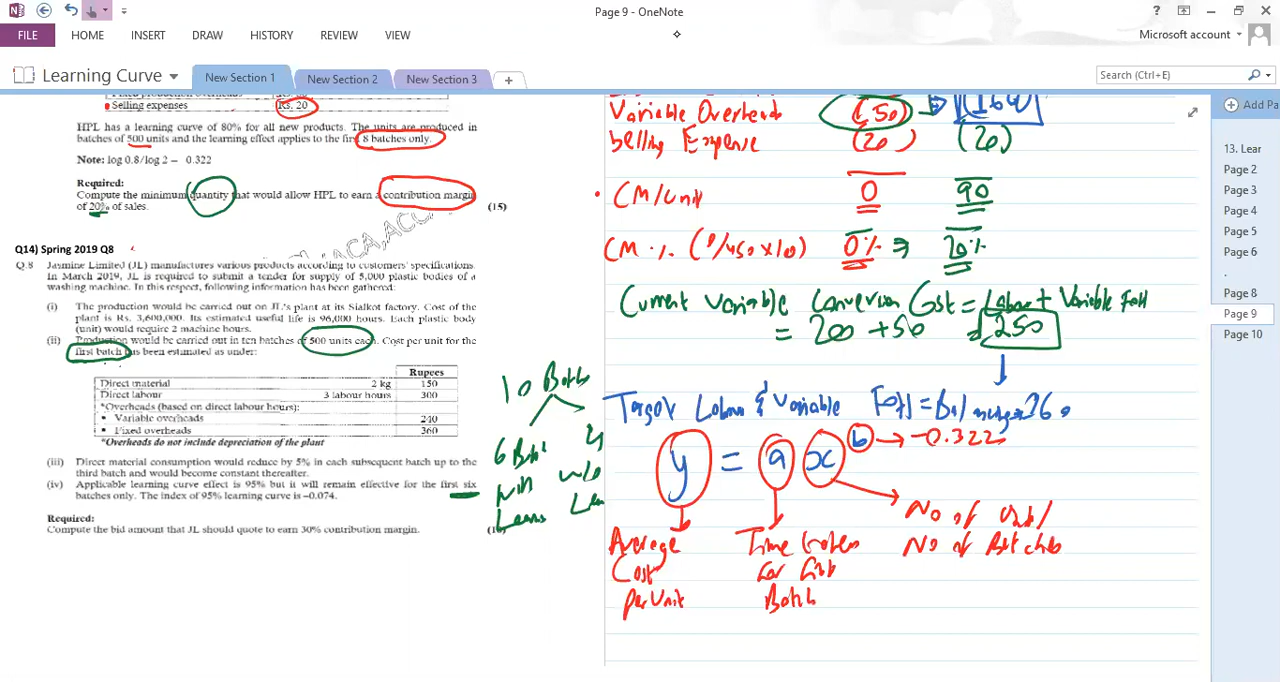 Page 9 - OneNote
FILE HOME INSERT DRAW HISTORY REVIEW VIEW
Microsoft account
Learning Curve New Section 1 New Section 2 New Section 3 +
Search (Ctrl+E)
Add Pa
13. Lear
Page 2
Page 3
Page 4
Page 5
Page 6
.
Page 8
Page 9
Page 10
Selling expenses Rs. 20
HPL has a learning curve of 80% for all new products. The units are produced in
batches of 500 units and the learning effect applies to the first 8 batches only.
Note: log 0.8/log 2 = 0.322
Required:
Compute the minimum quantity that would allow HPL to earn a contribution margin
of 20% of sales. (15)
Q14) Spring 2019 Q8
Q.8 Jasmine Limited (JL) manufactures various products according to customers' specifications.
In March 2019, JL is required to submit a tender for supply of 5,000 plastic bodies of a
washing machine. In this respect, following information has been gathered:
(i) The production would be carried out on JL's plant at its Sialkot factory. Cost of the
plant is Rs. 3,600,000. Its estimated useful life is 96,000 hours. Each plastic body
(unit) would require 2 machine hours.
(ii) Production would be carried out in ten batches of 500 units each. Cost per unit for the
first batch has been estimated as under:
Rupees
Direct material 2 kg 150
Direct labour 3 labour hours 300
*Overheads (based on direct labour hours):
Variable overheads 240
Fixed overheads 360
*Overheads do not include depreciation of the plant
(iii) Direct material consumption would reduce by 5% in each subsequent batch up to the
third batch and would become constant thereafter.
(iv) Applicable learning curve effect is 95% but it will remain effective for the first six
batches only. The index of 95% learning curve is -0.074.
Required:
Compute the bid amount that JL should quote to earn 30% contribution margin.
Variable Overheads (50) (160)
Selling Expense (20) (20)
CM/unit 0 90
0% ⇒ 20%
Current Variable Conversion Cost = Labour + Variable FOH
= 200 + 50 = 250
Target Labour & Variable
y = a x b → -0.322
Average
Cost
per Unit
No of
No of Batches
10 Batch